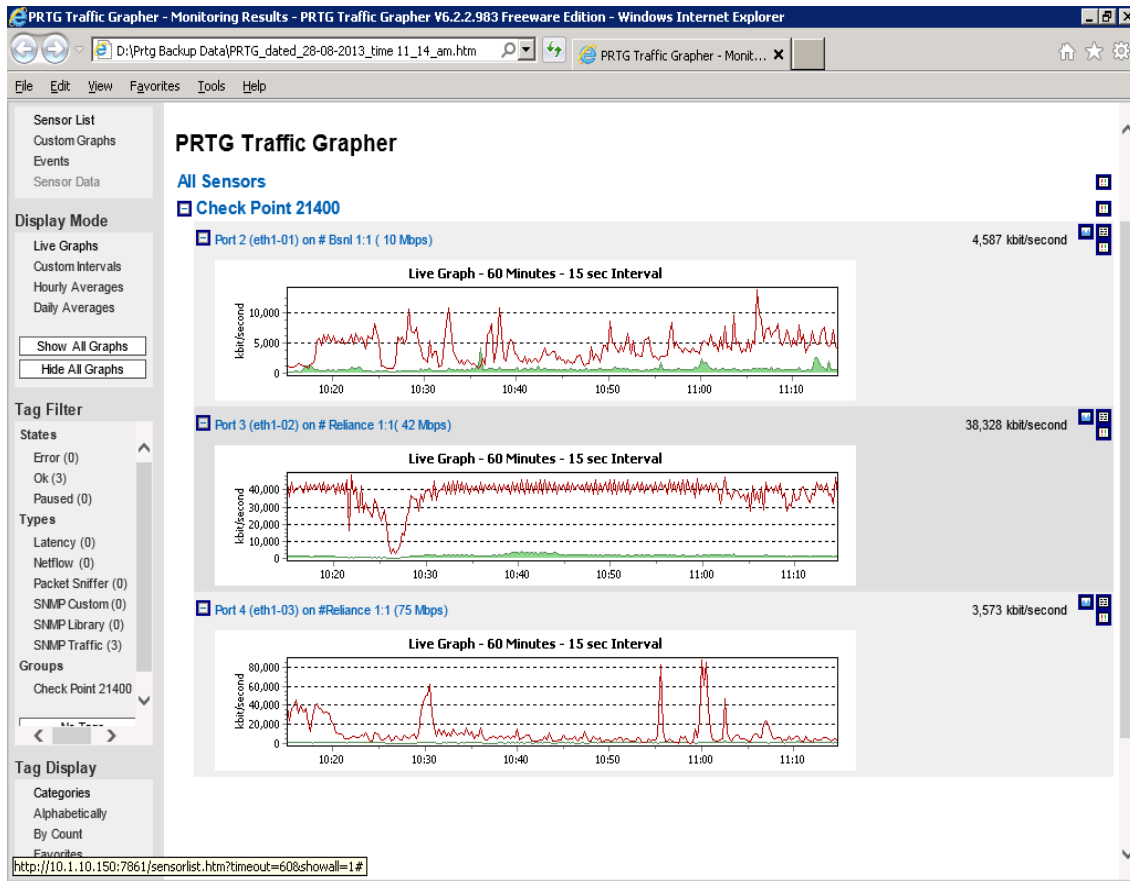 PRTG Traffic Grapher - Monitoring Results - PRTG Traffic Grapher V6.2.2.983 Freeware Edition - Windows Internet Explorer
D:\Prtg Backup Data\PRTG_dated_28-08-2013_time 11_14_am.htm
PRTG Traffic Grapher - Monit...
File Edit View Favorites Tools Help
Sensor List
Custom Graphs
Events
Sensor Data
Display Mode
Live Graphs
Custom Intervals
Hourly Averages
Daily Averages
Show All Graphs
Hide All Graphs
Tag Filter
States
Error (0)
Ok (3)
Paused (0)
Types
Latency (0)
Netflow (0)
Packet Sniffer (0)
SNMP Custom (0)
SNMP Library (0)
SNMP Traffic (3)
Groups
Check Point 21400
No Tags
Tag Display
Categories
Alphabetically
By Count
Favorites
http://10.1.10.150:7861/sensorlist.htm?timeout=60&showall=1#
PRTG Traffic Grapher
All Sensors
Check Point 21400
Port 2 (eth1-01) on # Bsnl 1:1 ( 10 Mbps)
4,587 kbit/second
Live Graph - 60 Minutes - 15 sec Interval
kbit/second
10,000
5,000
0
10:20 10:30 10:40 10:50 11:00 11:10
Port 3 (eth1-02) on # Reliance 1:1( 42 Mbps)
38,328 kbit/second
Live Graph - 60 Minutes - 15 sec Interval
kbit/second
40,000
30,000
20,000
10,000
0
10:20 10:30 10:40 10:50 11:00 11:10
Port 4 (eth1-03) on #Reliance 1:1 (75 Mbps)
3,573 kbit/second
Live Graph - 60 Minutes - 15 sec Interval
kbit/second
80,000
60,000
40,000
20,000
0
10:20 10:30 10:40 10:50 11:00 11:10